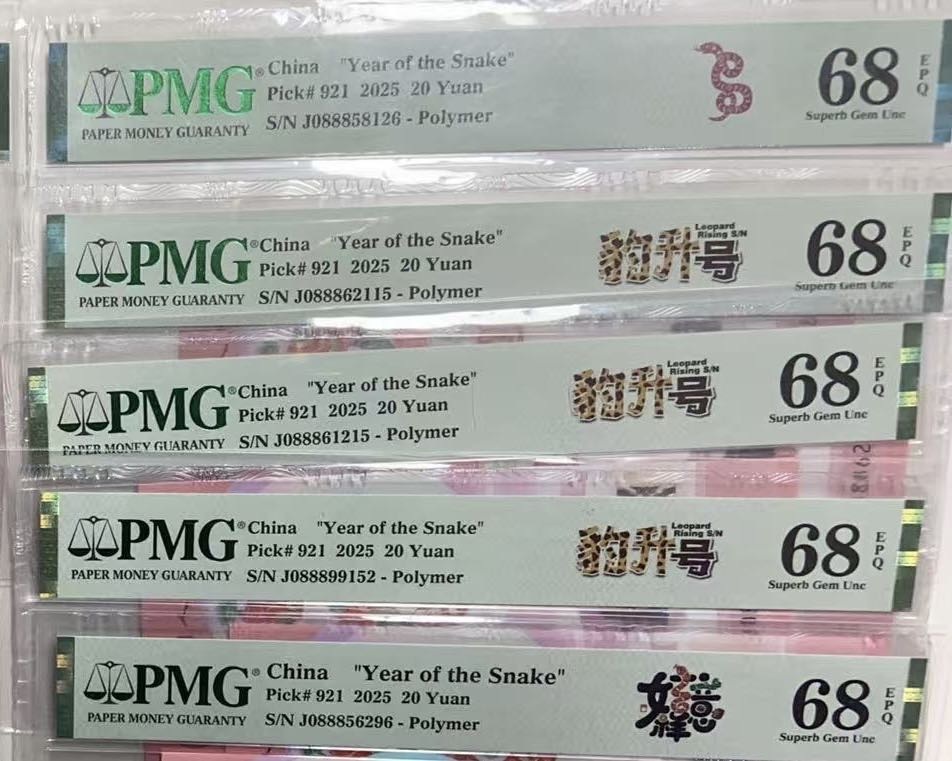 PMG® China "Year of the Snake"
Pick# 921 2025 20 Yuan
PAPER MONEY GUARANTY S/N J088858126 - Polymer
68 EPQ
Superb Gem Unc
PMG® China "Year of the Snake"
Pick# 921 2025 20 Yuan
PAPER MONEY GUARANTY S/N J088862115 - Polymer
豹升号 Leopard
Rising S/N
68 EPQ
Superb Gem Unc
PMG® China "Year of the Snake"
Pick# 921 2025 20 Yuan
PAPER MONEY GUARANTY S/N J088861215 - Polymer
豹升号 Leopard
Rising S/N
68 EPQ
Superb Gem Unc
PMG® China "Year of the Snake"
Pick# 921 2025 20 Yuan
PAPER MONEY GUARANTY S/N J088899152 - Polymer
豹升号 Leopard
Rising S/N
68 EPQ
Superb Gem Unc
PMG® China "Year of the Snake"
Pick# 921 2025 20 Yuan
PAPER MONEY GUARANTY S/N J088856296 - Polymer
68 EPQ
Superb Gem Unc